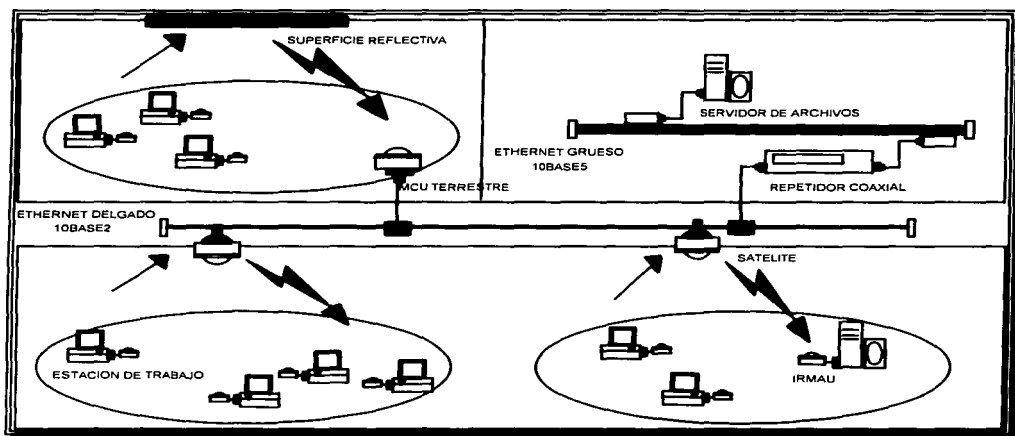 SUPERFICIE REFLECTIVA
SERVIDOR DE ARCHIVOS
ETHERNET GRUESO
10BASE5
MCU TERRESTRE
REPETIDOR COAXIAL
ETHERNET DELGADO
10BASE2
SATELITE
ESTACION DE TRABAJO
IRMAU